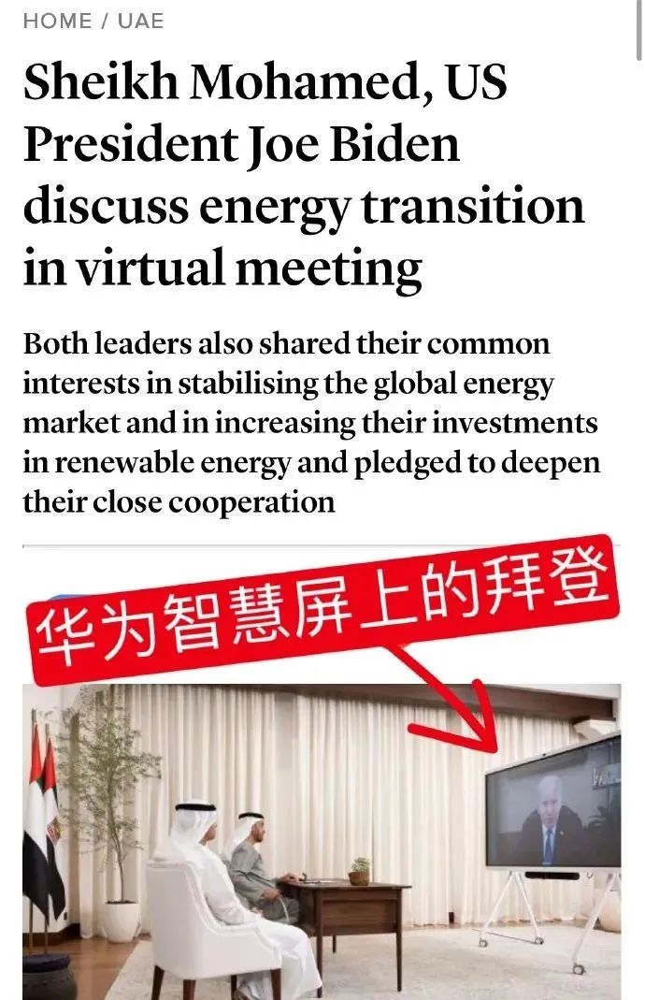 HOME / UAE
Sheikh Mohamed, US
President Joe Biden
discuss energy transition
in virtual meeting
Both leaders also shared their common
interests in stabilising the global energy
market and in increasing their investments
in renewable energy and pledged to deepen
their close cooperation
华为智慧屏上的拜登